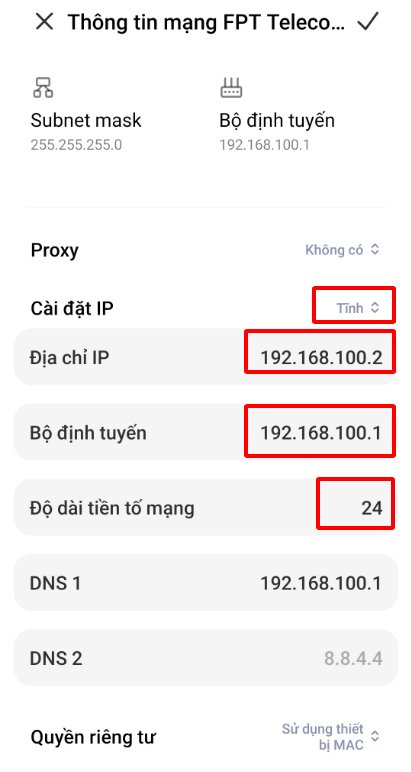 Thông tin mạng FPT Teleco...
Subnet mask
255.255.255.0
Bộ định tuyến
192.168.100.1
Proxy
Không có
Cài đặt IP
Tĩnh
Địa chỉ IP
192.168.100.2
Bộ định tuyến
192.168.100.1
Độ dài tiền tố mạng
24
DNS 1
192.168.100.1
DNS 2
8.8.4.4
Quyền riêng tư
Sử dụng thiết
bị MAC